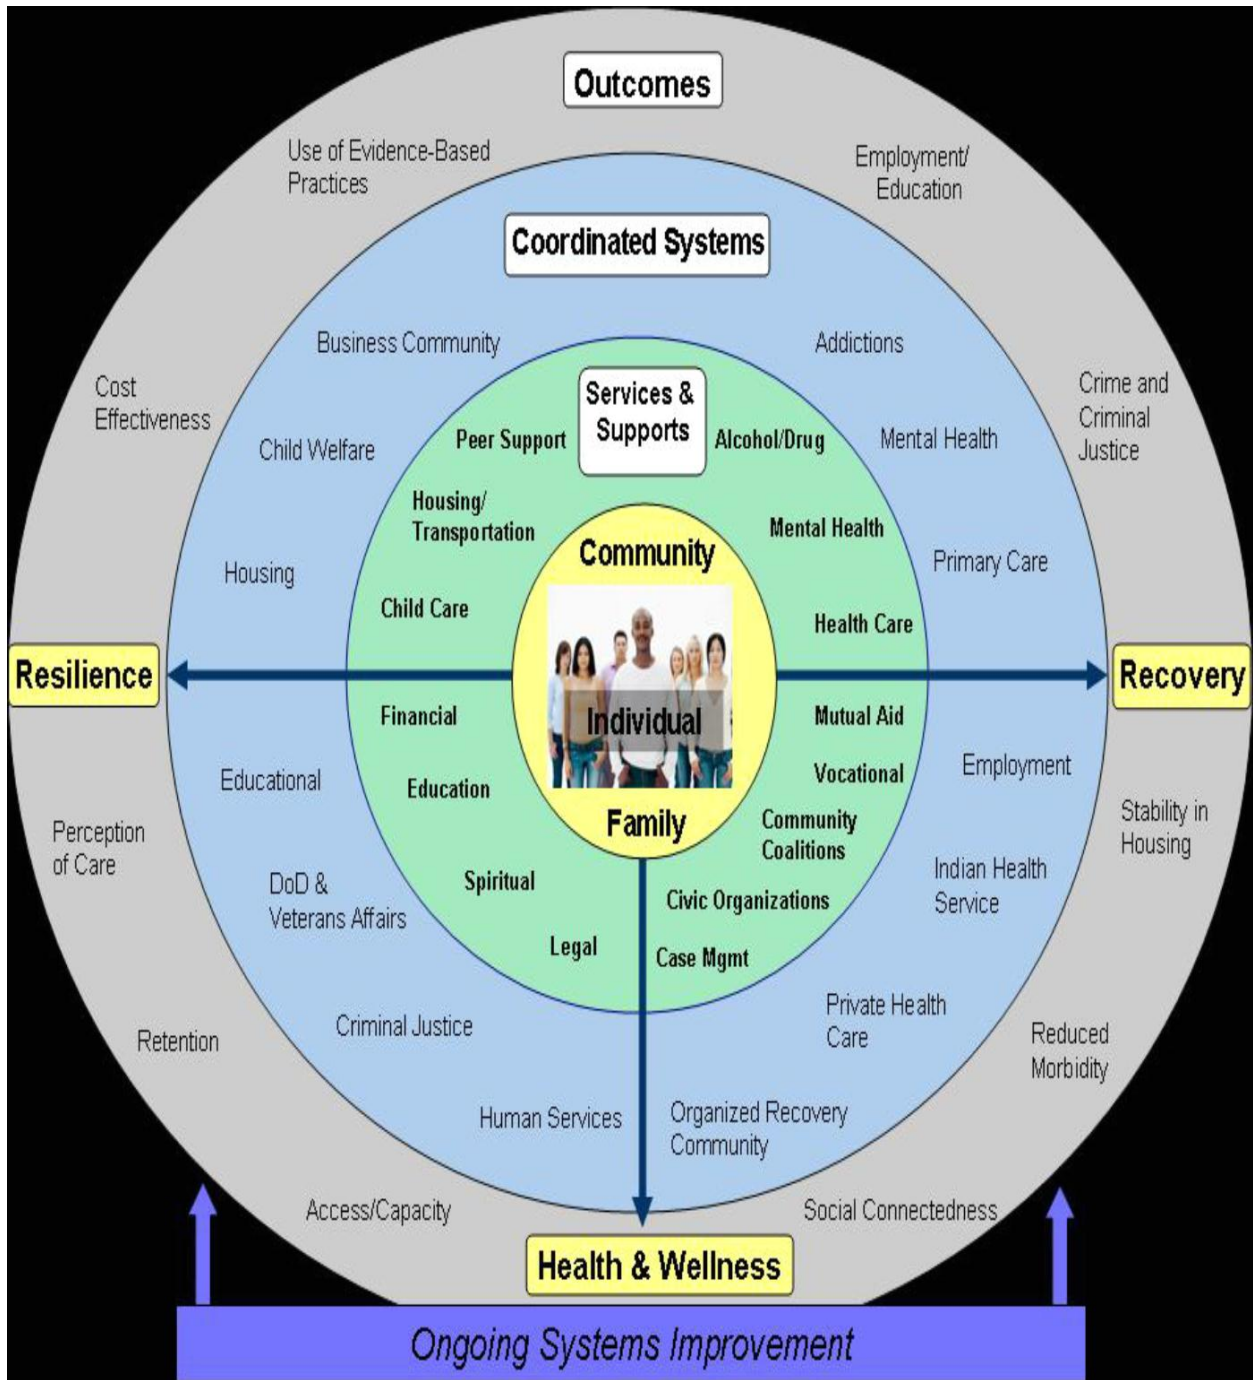 Outcomes
Use of Evidence-Based
Practices
Employment/
Education
Coordinated Systems
Business Community
Addictions
Cost
Effectiveness
Crime and
Criminal
Justice
Services &
Supports
Child Welfare
Peer Support
Alcohol/Drug
Mental Health
Housing/
Transportation
Mental Health
Community
Housing
Primary Care
Child Care
Health Care
Resilience
Recovery
Individual
Financial
Mutual Aid
Educational
Education
Vocational
Employment
Family
Community
Coalitions
Perception
of Care
Stability in
Housing
DoD &
Veterans Affairs
Spiritual
Civic Organizations
Indian Health
Service
Legal
Case Mgmt
Criminal Justice
Private Health
Care
Retention
Reduced
Morbidity
Human Services
Organized Recovery
Community
Access/Capacity
Social Connectedness
Health & Wellness
Ongoing Systems Improvement